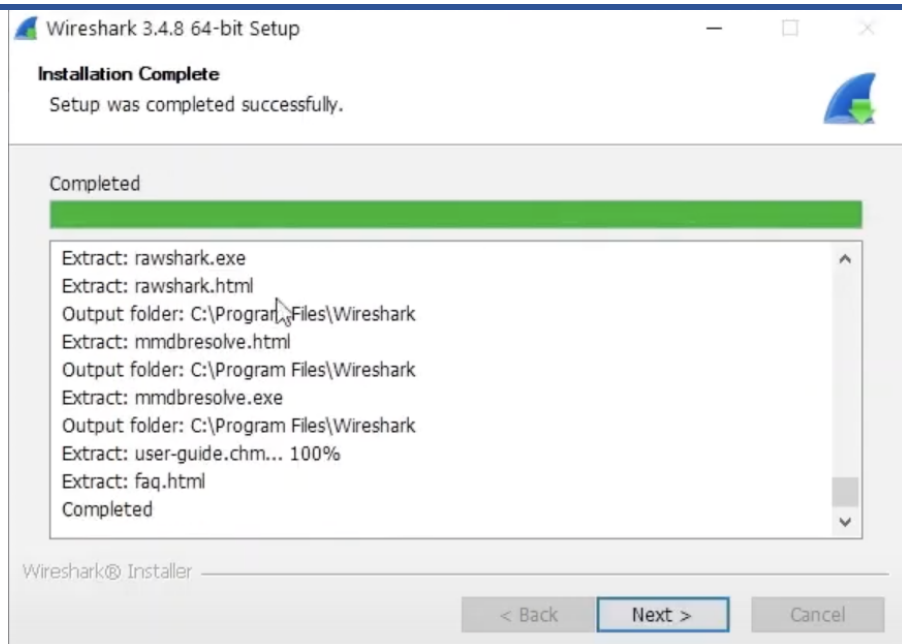 Wireshark 3.4.8 64-bit Setup
Installation Complete
Setup was completed successfully.
Completed
Extract: rawshark.exe
Extract: rawshark.html
Output folder: C:\Program Files\Wireshark
Extract: mmdbresolve.html
Output folder: C:\Program Files\Wireshark
Extract: mmdbresolve.exe
Output folder: C:\Program Files\Wireshark
Extract: user-guide.chm... 100%
Extract: faq.html
Completed
Wireshark® Installer
< Back Next > Cancel